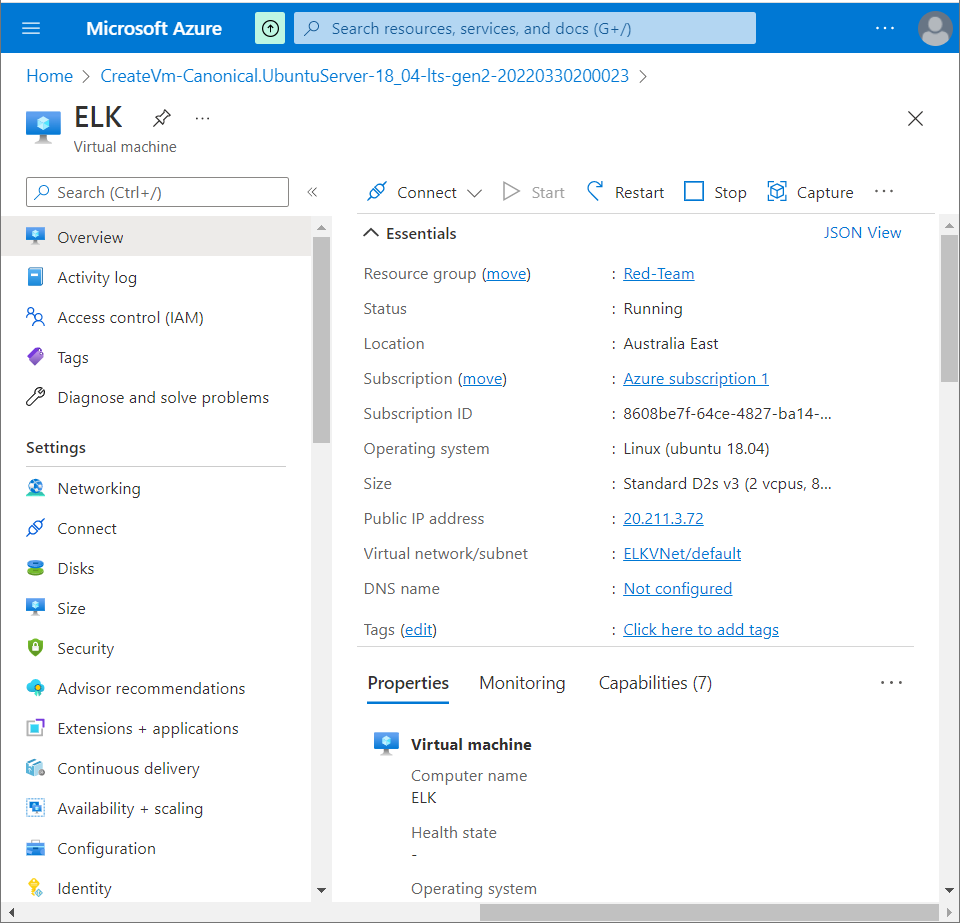 Microsoft Azure
Search resources, services, and docs (G+/)
...
Home > CreateVm-Canonical.UbuntuServer-18_04-lts-gen2-20220330200023 >
ELK
...
Virtual machine
Search (Ctrl+/)
«
Overview
Activity log
Access control (IAM)
Tags
Diagnose and solve problems
Settings
Networking
Connect
Disks
Size
Security
Advisor recommendations
Extensions + applications
Continuous delivery
Availability + scaling
Configuration
Identity
Connect Start Restart Stop Capture ...
Essentials JSON View
Resource group (move) : Red-Team
Status : Running
Location : Australia East
Subscription (move) : Azure subscription 1
Subscription ID : 8608be7f-64ce-4827-ba14-...
Operating system : Linux (ubuntu 18.04)
Size : Standard D2s v3 (2 vcpus, 8...
Public IP address : 20.211.3.72
Virtual network/subnet : ELKVNet/default
DNS name : Not configured
Tags (edit) : Click here to add tags
Properties Monitoring Capabilities (7) ...
Virtual machine
Computer name
ELK
Health state
-
Operating system